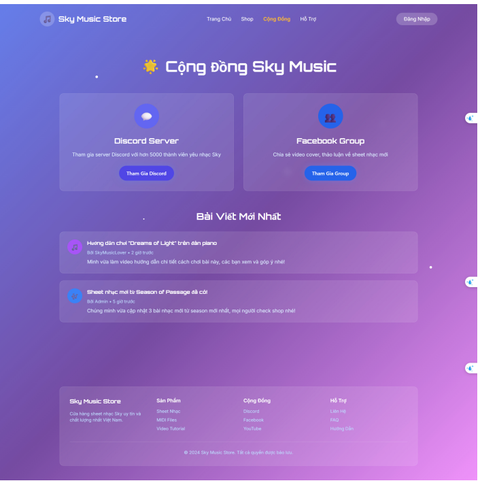 Sky Music Store
Trang Chủ Shop Cộng Đồng Hỗ Trợ
Đăng Nhập
Cộng Đồng Sky Music
Discord Server
Tham gia server Discord với hơn 5000 thành viên yêu nhạc Sky
Tham Gia Discord
Facebook Group
Chia sẻ video cover, thảo luận về sheet nhạc mới
Tham Gia Group
Bài Viết Mới Nhất
Hướng dẫn chơi "Dreams of Light" trên đàn piano
Bởi SkyMusicLover • 2 giờ trước
Mình vừa làm video hướng dẫn chi tiết cách chơi bài này, các bạn xem và góp ý nhé!
Sheet nhạc mới từ Season of Passage đã có!
Bởi Admin • 5 giờ trước
Chúng mình vừa cập nhật 3 bài nhạc mới từ season mới nhất, mọi người check shop nhé!
Sky Music Store
Cửa hàng sheet nhạc Sky uy tín và
chất lượng nhất Việt Nam.
Sản Phẩm
Sheet Nhạc
MIDI Files
Video Tutorial
Cộng Đồng
Discord
Facebook
YouTube
Hỗ Trợ
Liên Hệ
FAQ
Hướng Dẫn
© 2024 Sky Music Store. Tất cả quyền được bảo lưu.